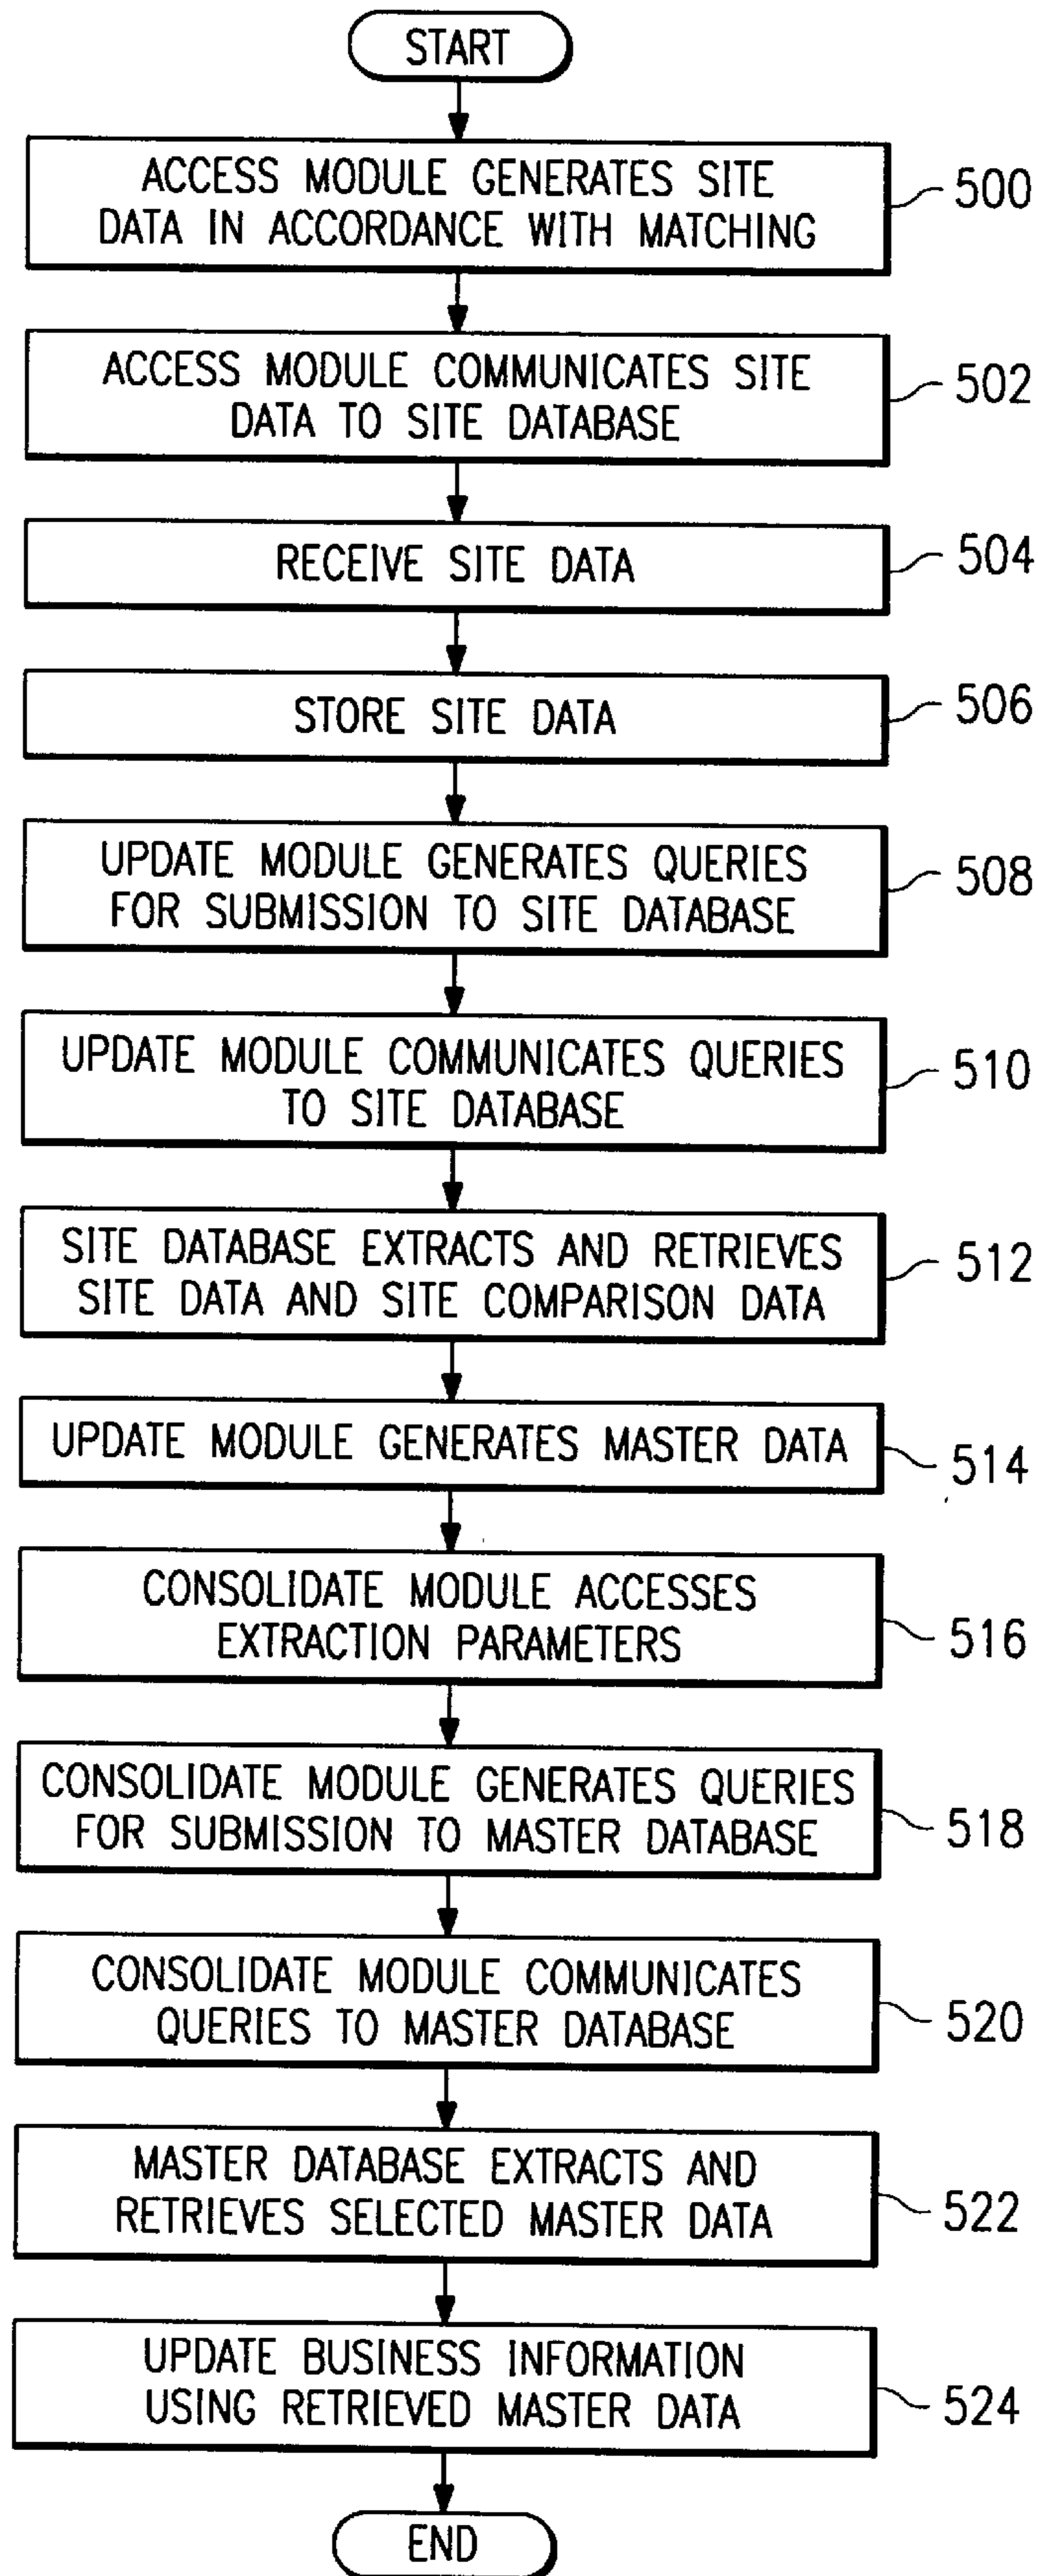 START
ACCESS MODULE GENERATES SITE
DATA IN ACCORDANCE WITH MATCHING
500
ACCESS MODULE COMMUNICATES SITE
DATA TO SITE DATABASE
502
RECEIVE SITE DATA
504
STORE SITE DATA
506
UPDATE MODULE GENERATES QUERIES
FOR SUBMISSION TO SITE DATABASE
508
UPDATE MODULE COMMUNICATES QUERIES
TO SITE DATABASE
510
SITE DATABASE EXTRACTS AND RETRIEVES
SITE DATA AND SITE COMPARISON DATA
512
UPDATE MODULE GENERATES MASTER DATA
514
CONSOLIDATE MODULE ACCESSES
EXTRACTION PARAMETERS
516
CONSOLIDATE MODULE GENERATES QUERIES
FOR SUBMISSION TO MASTER DATABASE
518
CONSOLIDATE MODULE COMMUNICATES
QUERIES TO MASTER DATABASE
520
MASTER DATABASE EXTRACTS AND
RETRIEVES SELECTED MASTER DATA
522
UPDATE BUSINESS INFORMATION
USING RETRIEVED MASTER DATA
524
END